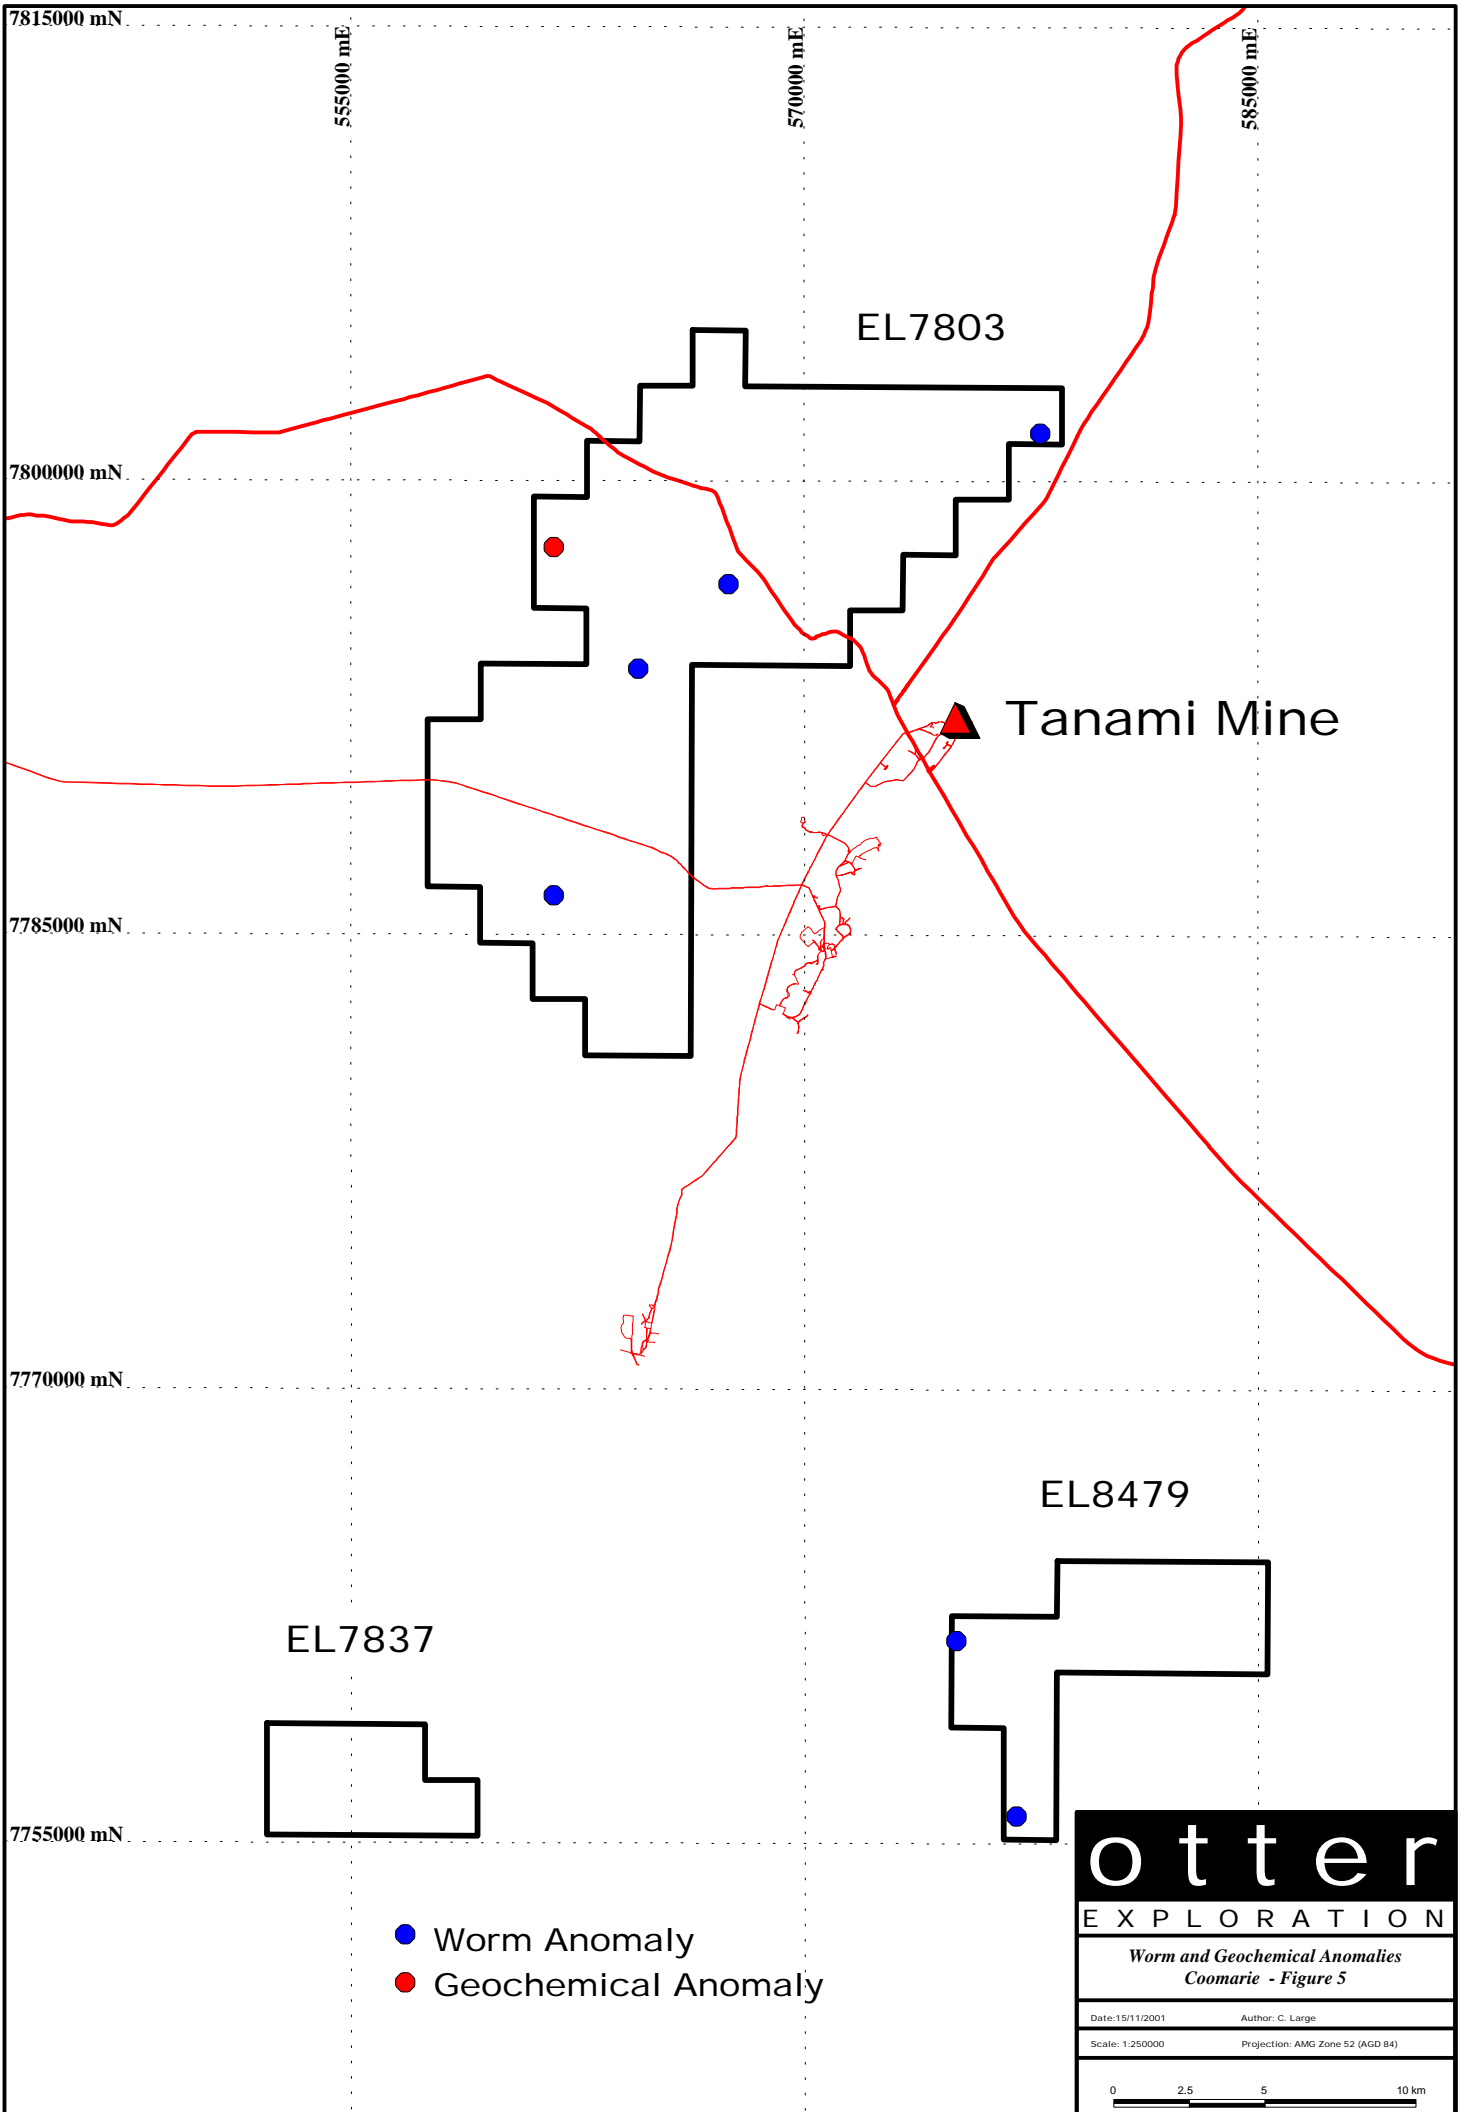 7815000 mN
555000 mE
570000 mE
585000 mE
EL7803
7800000 mN
Tanami Mine
7785000 mN
7770000 mN
EL8479
EL7837
7755000 mN
Worm Anomaly
Geochemical Anomaly
otter
EXPLORATION
Worm and Geochemical Anomalies
Coomarie - Figure 5
Date:15/11/2001 Author: C. Large
Scale: 1:250000 Projection: AMG Zone 52 (AGD 84)
0 2.5 5 10 km